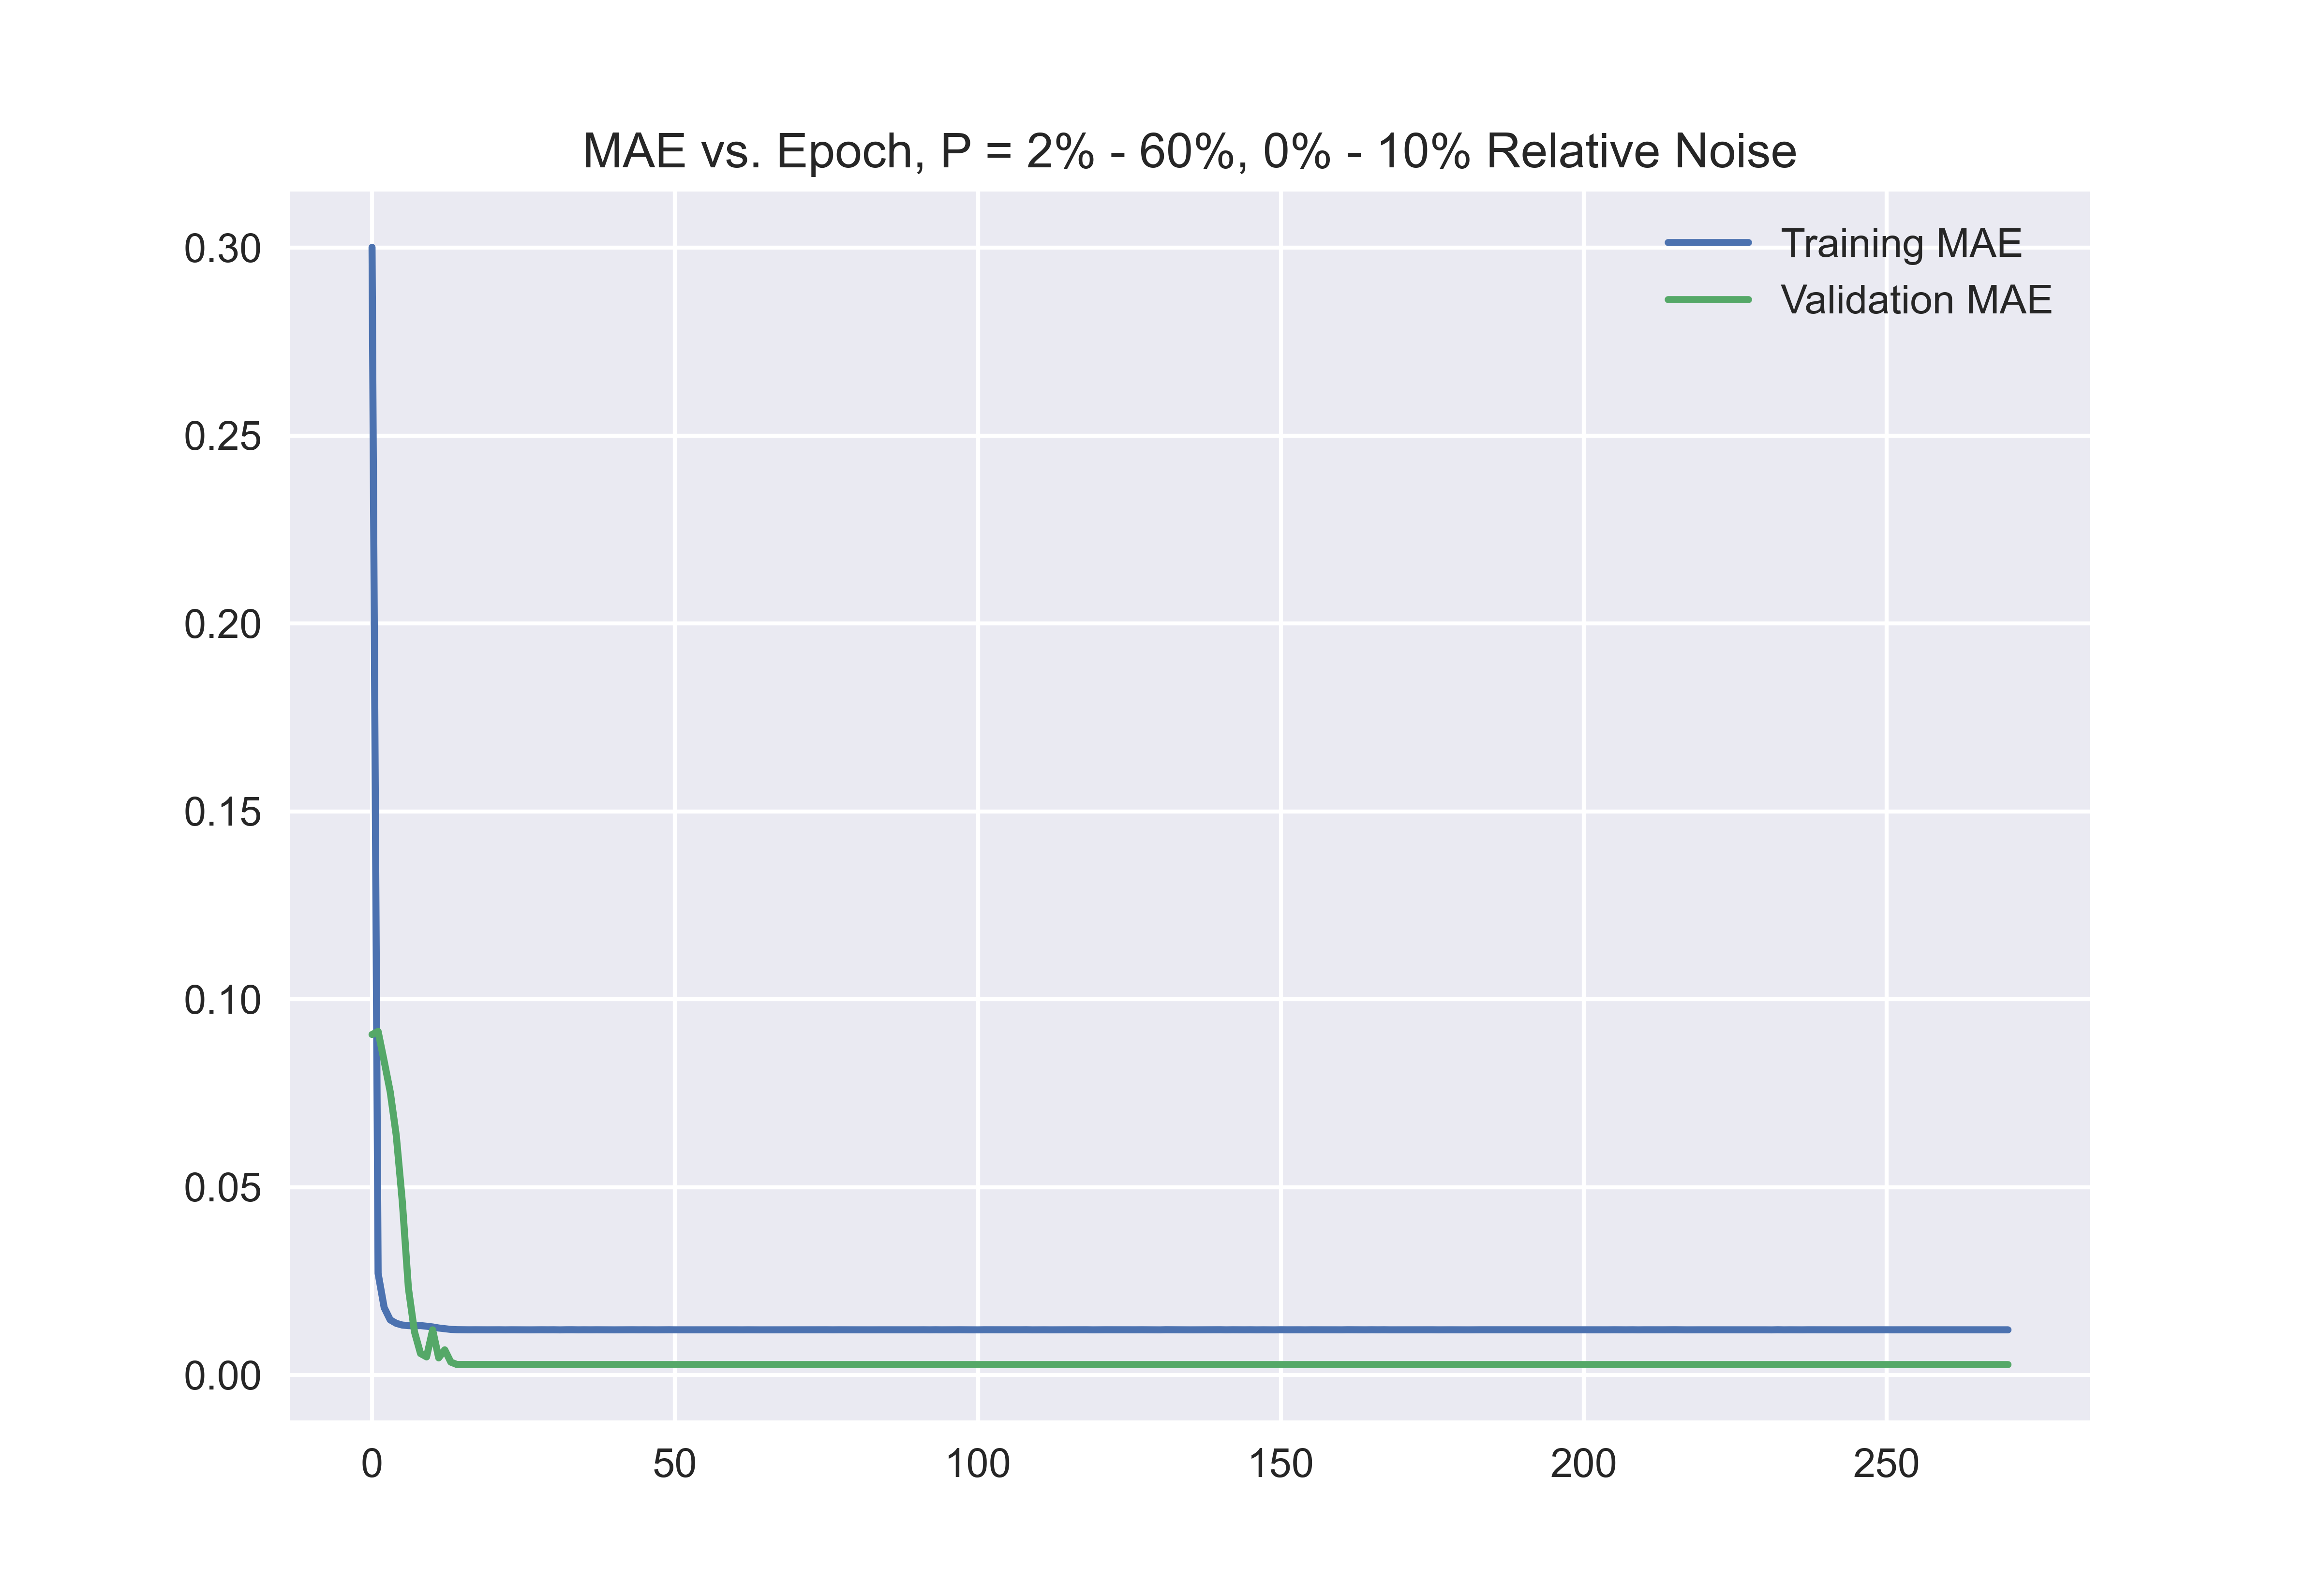 MAE vs. Epoch, P = 2% - 60%, 0% - 10% Relative Noise
Training MAE
Validation MAE
0.30
0.25
0.20
0.15
0.10
0.05
0.00
0 50 100 150 200 250